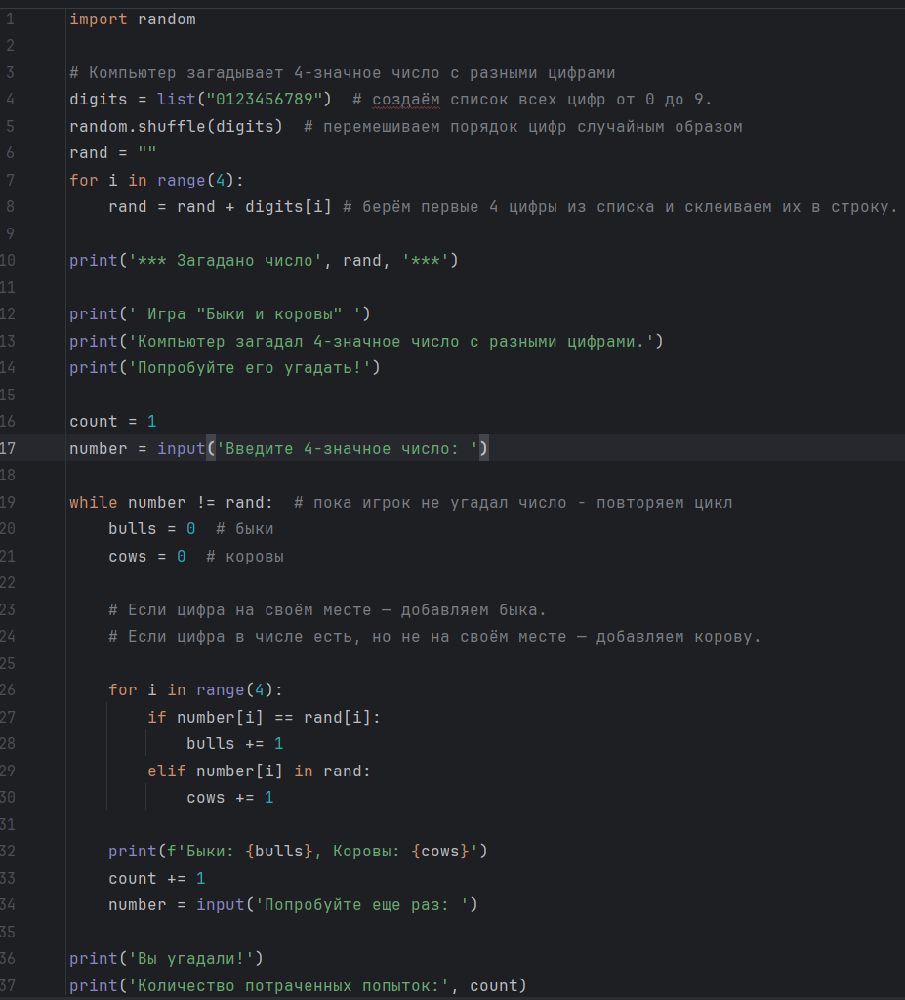 1 import random
2
3 # Компьютер загадывает 4-значное число с разными цифрами
4 digits = list("0123456789")  # создаём список всех цифр от 0 до 9.
5 random.shuffle(digits)  # перемешиваем порядок цифр случайным образом
6 rand = ""
7 for i in range(4):
8     rand = rand + digits[i] # берём первые 4 цифры из списка и склеиваем их в строку.
9
10 print('*** Загадано число', rand, '***')
11
12 print(' Игра "Быки и коровы" ')
13 print('Компьютер загадал 4-значное число с разными цифрами.')
14 print('Попробуйте его угадать!')
15
16 count = 1
17 number = input('Введите 4-значное число: ')
18
19 while number != rand:  # пока игрок не угадал число - повторяем цикл
20     bulls = 0  # быки
21     cows = 0  # коровы
22
23     # Если цифра на своём месте — добавляем быка.
24     # Если цифра в числе есть, но не на своём месте — добавляем корову.
25
26     for i in range(4):
27         if number[i] == rand[i]:
28             bulls += 1
29         elif number[i] in rand:
30             cows += 1
31
32     print(f'Быки: {bulls}, Коровы: {cows}')
33     count += 1
34     number = input('Попробуйте еще раз: ')
35
36 print('Вы угадали!')
37 print('Количество потраченных попыток:', count)